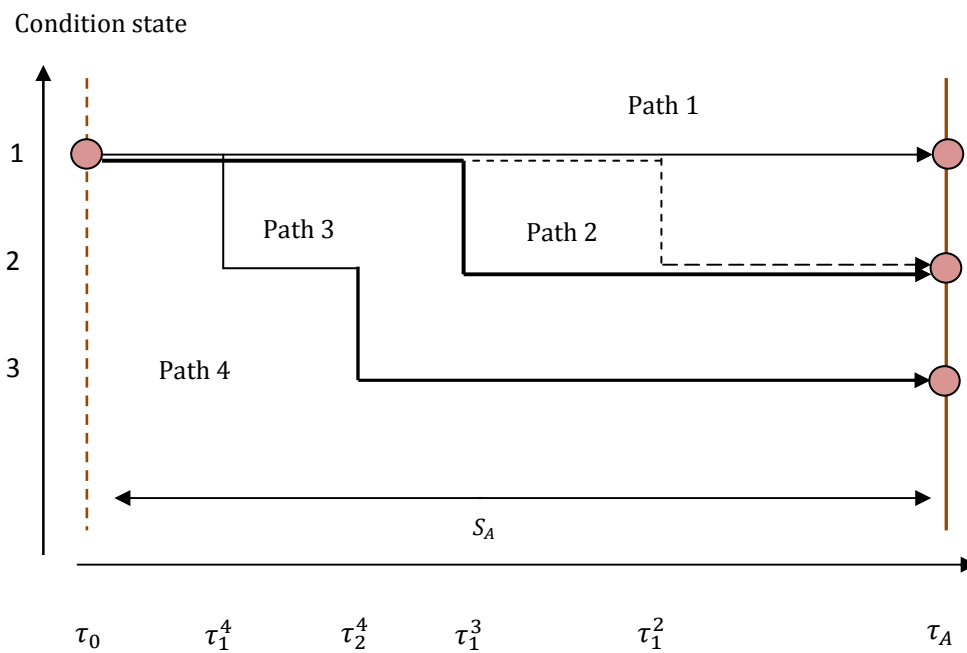 Condition state
Path 1
1
Path 3
Path 2
2
3
Path 4
S_A
τ_0 τ_1^4 τ_2^4 τ_1^3 τ_1^2 τ_A